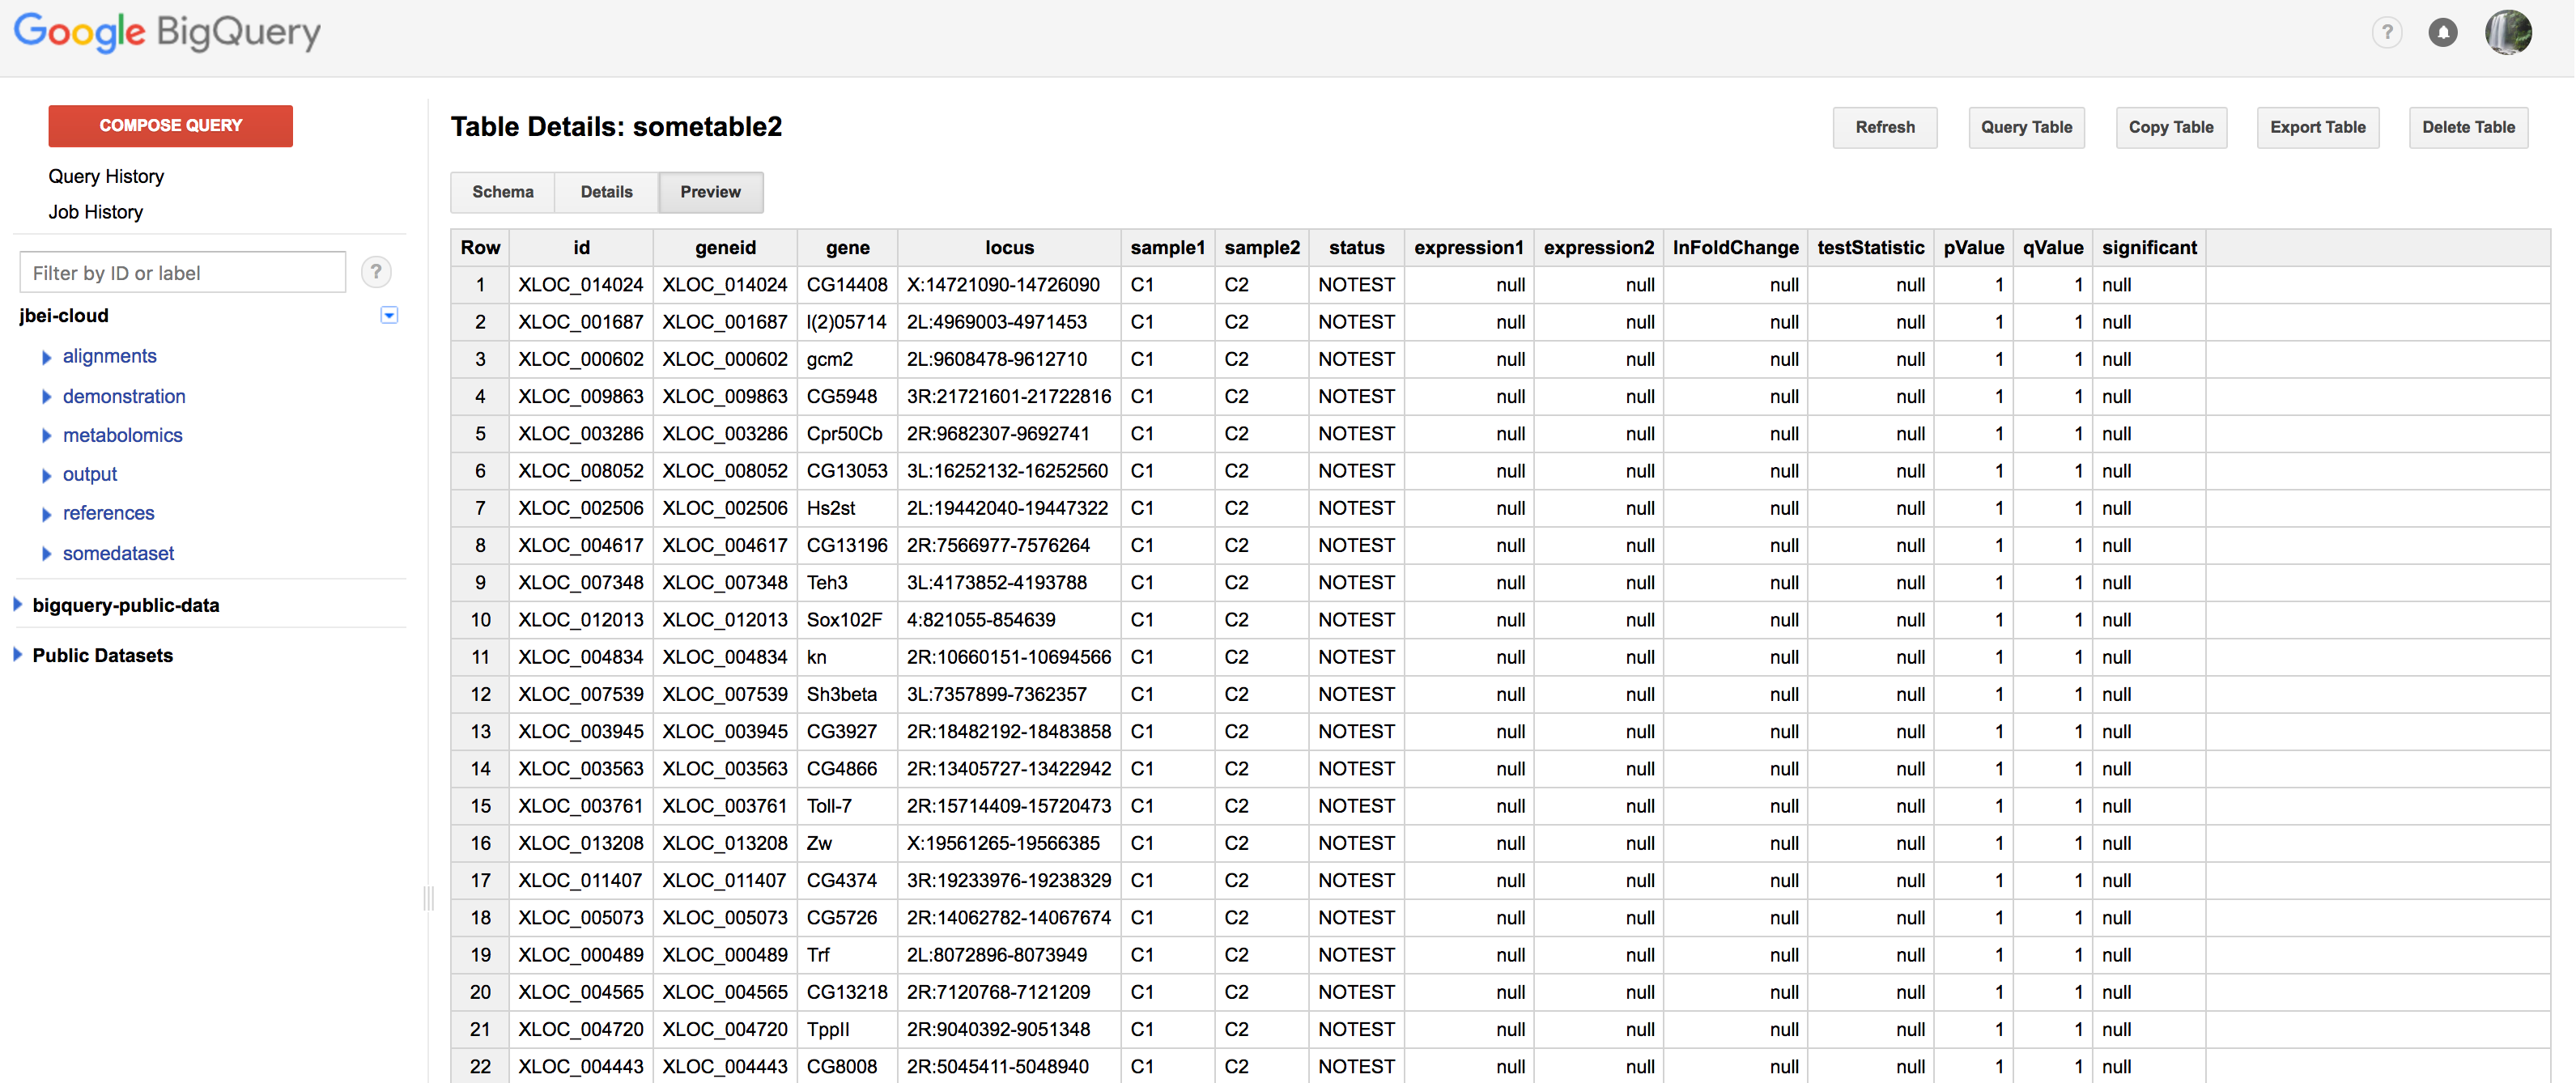 Google BigQuery
?
COMPOSE QUERY
Query History
Job History
Filter by ID or label ?
jbei-cloud
alignments
demonstration
metabolomics
output
references
somedataset
bigquery-public-data
Public Datasets
Table Details: sometable2
Refresh Query Table Copy Table Export Table Delete Table
Schema Details Preview
Row id geneid gene locus sample1 sample2 status expression1 expression2 lnFoldChange testStatistic pValue qValue significant
1 XLOC_014024 XLOC_014024 CG14408 X:14721090-14726090 C1 C2 NOTEST null null null null 1 1 null
2 XLOC_001687 XLOC_001687 l(2)05714 2L:4969003-4971453 C1 C2 NOTEST null null null null 1 1 null
3 XLOC_000602 XLOC_000602 gcm2 2L:9608478-9612710 C1 C2 NOTEST null null null null 1 1 null
4 XLOC_009863 XLOC_009863 CG5948 3R:21721601-21722816 C1 C2 NOTEST null null null null 1 1 null
5 XLOC_003286 XLOC_003286 Cpr50Cb 2R:9682307-9692741 C1 C2 NOTEST null null null null 1 1 null
6 XLOC_008052 XLOC_008052 CG13053 3L:16252132-16252560 C1 C2 NOTEST null null null null 1 1 null
7 XLOC_002506 XLOC_002506 Hs2st 2L:19442040-19447322 C1 C2 NOTEST null null null null 1 1 null
8 XLOC_004617 XLOC_004617 CG13196 2R:7566977-7576264 C1 C2 NOTEST null null null null 1 1 null
9 XLOC_007348 XLOC_007348 Teh3 3L:4173852-4193788 C1 C2 NOTEST null null null null 1 1 null
10 XLOC_012013 XLOC_012013 Sox102F 4:821055-854639 C1 C2 NOTEST null null null null 1 1 null
11 XLOC_004834 XLOC_004834 kn 2R:10660151-10694566 C1 C2 NOTEST null null null null 1 1 null
12 XLOC_007539 XLOC_007539 Sh3beta 3L:7357899-7362357 C1 C2 NOTEST null null null null 1 1 null
13 XLOC_003945 XLOC_003945 CG3927 2R:18482192-18483858 C1 C2 NOTEST null null null null 1 1 null
14 XLOC_003563 XLOC_003563 CG4866 2R:13405727-13422942 C1 C2 NOTEST null null null null 1 1 null
15 XLOC_003761 XLOC_003761 Toll-7 2R:15714409-15720473 C1 C2 NOTEST null null null null 1 1 null
16 XLOC_013208 XLOC_013208 Zw X:19561265-19566385 C1 C2 NOTEST null null null null 1 1 null
17 XLOC_011407 XLOC_011407 CG4374 3R:19233976-19238329 C1 C2 NOTEST null null null null 1 1 null
18 XLOC_005073 XLOC_005073 CG5726 2R:14062782-14067674 C1 C2 NOTEST null null null null 1 1 null
19 XLOC_000489 XLOC_000489 Trf 2L:8072896-8073949 C1 C2 NOTEST null null null null 1 1 null
20 XLOC_004565 XLOC_004565 CG13218 2R:7120768-7121209 C1 C2 NOTEST null null null null 1 1 null
21 XLOC_004720 XLOC_004720 TppII 2R:9040392-9051348 C1 C2 NOTEST null null null null 1 1 null
22 XLOC_004443 XLOC_004443 CG8008 2R:5045411-5048940 C1 C2 NOTEST null null null null 1 1 null